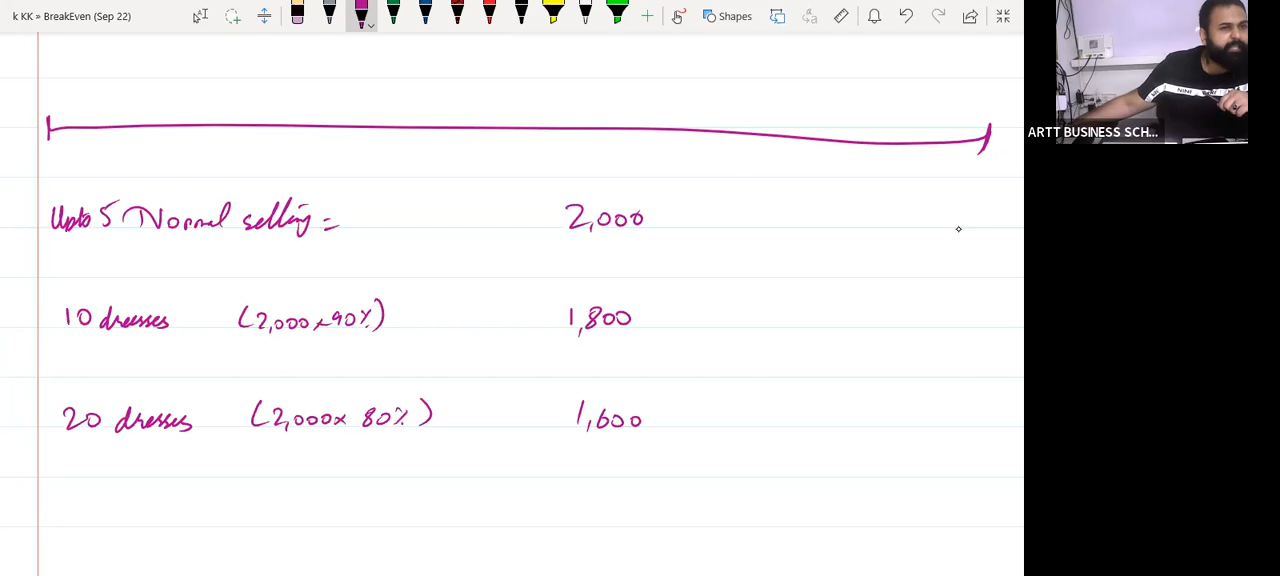 k KK » BreakEven (Sep 22)
Shapes
ARTT BUSINESS SCH...
Upto 5 Normal selling = 2,000
10 dresses (2,000 x 90%) 1,800
20 dresses (2,000 x 80%) 1,600